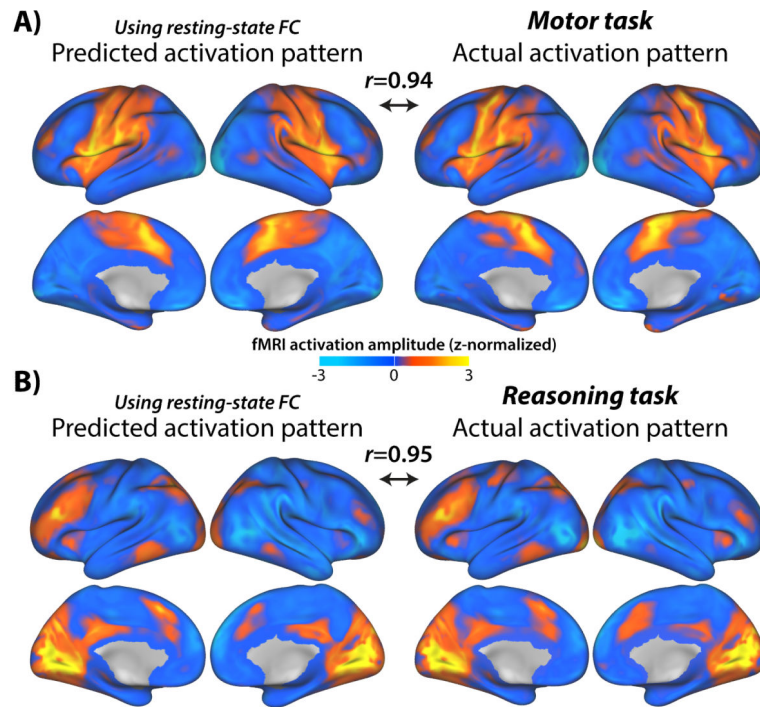 A)
Using resting-state FC
Predicted activation pattern
Motor task
Actual activation pattern
r=0.94
fMRI activation amplitude (z-normalized)
-3 0 3
B)
Using resting-state FC
Predicted activation pattern
Reasoning task
Actual activation pattern
r=0.95